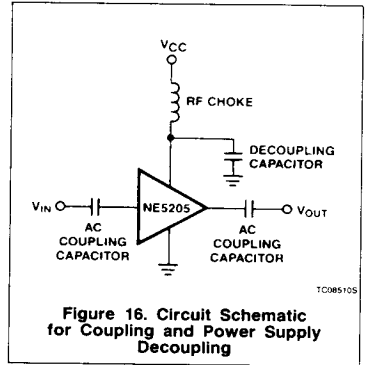 VCC
RF CHOKE
DECOUPLING
CAPACITOR
VIN
NE5205
VOUT
AC
COUPLING
CAPACITOR
AC
COUPLING
CAPACITOR
TC08510S
Figure 16. Circuit Schematic
for Coupling and Power Supply
Decoupling